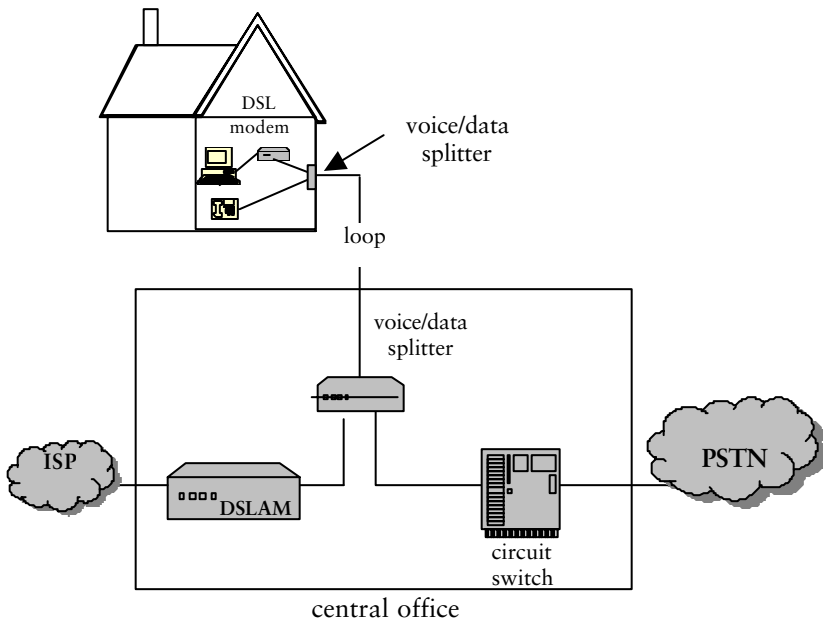 DSL
modem
voice/data
splitter
loop
voice/data
splitter
ISP
DSLAM
PSTN
circuit
switch
central office